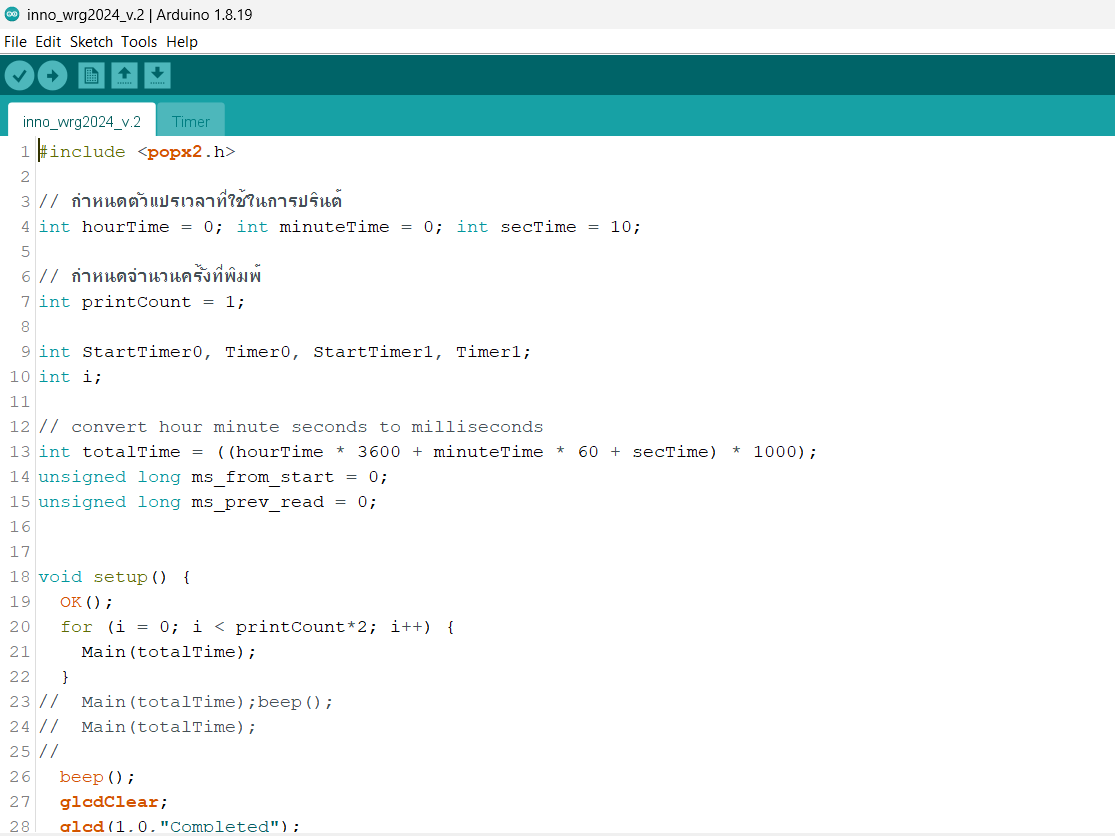 inno_wrg2024_v.2 | Arduino 1.8.19
File Edit Sketch Tools Help
inno_wrg2024_v.2 Timer
1 #include <popx2.h>
2
3 // กำหนดตัวแปรเวลาที่ใช้ในการปริ้นต์
4 int hourTime = 0; int minuteTime = 0; int secTime = 10;
5
6 // กำหนดจำนวนครั้งที่พิมพ์
7 int printCount = 1;
8
9 int StartTimer0, Timer0, StartTimer1, Timer1;
10 int i;
11
12 // convert hour minute seconds to milliseconds
13 int totalTime = ((hourTime * 3600 + minuteTime * 60 + secTime) * 1000);
14 unsigned long ms_from_start = 0;
15 unsigned long ms_prev_read = 0;
16
17
18 void setup() {
19 OK();
20 for (i = 0; i < printCount*2; i++) {
21 Main(totalTime);
22 }
23 // Main(totalTime);beep();
24 // Main(totalTime);
25 //
26 beep();
27 glcdClear;
28 glcd(1,0,"Completed");